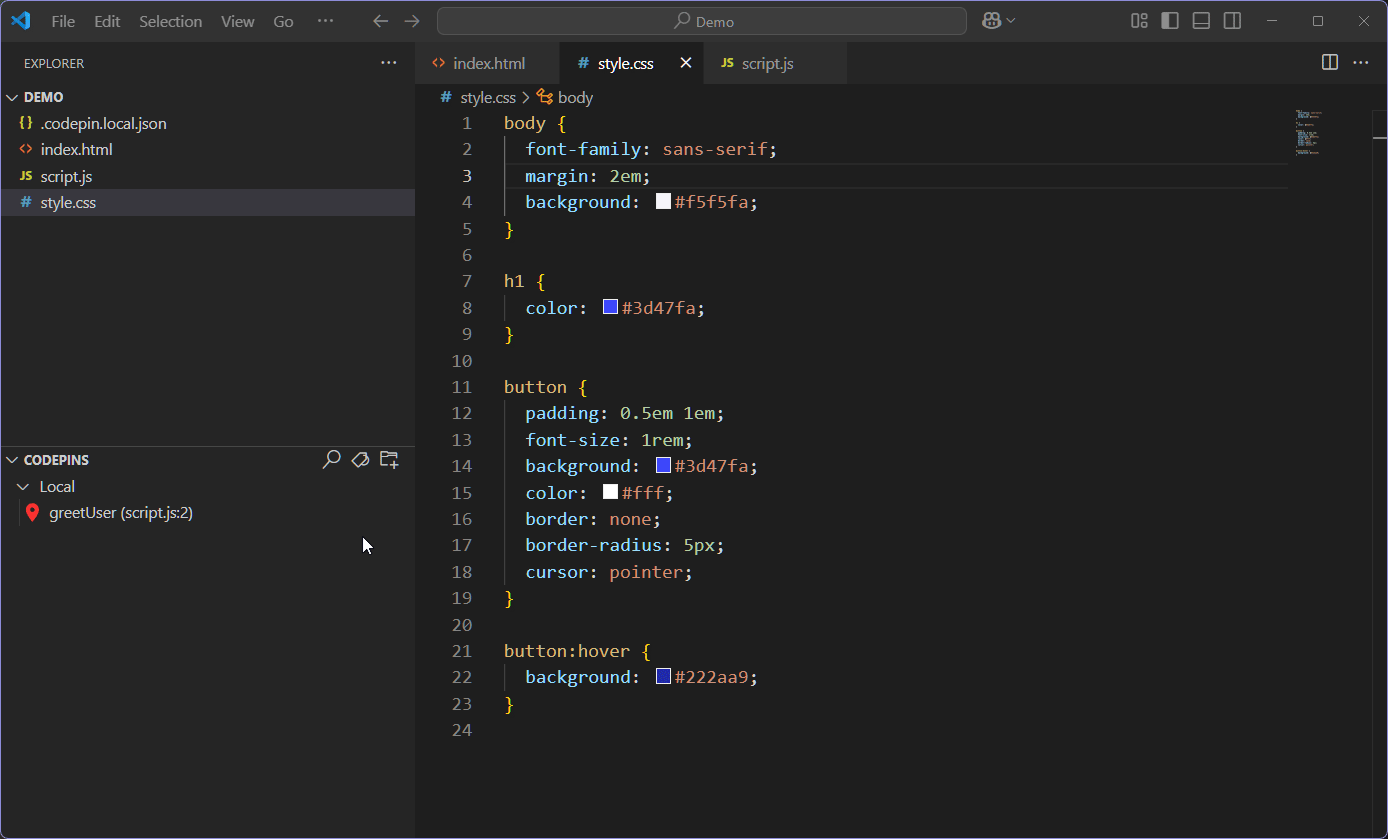 File Edit Selection View Go ··· Demo
EXPLORER ···
DEMO
{} .codepin.local.json
<> index.html
JS script.js
# style.css
CODEPINS
Local
greetUser (script.js:2)
<> index.html # style.css JS script.js ···
# style.css > body
1 body {
2 font-family: sans-serif;
3 margin: 2em;
4 background: #f5f5fa;
5 }
6
7 h1 {
8 color: #3d47fa;
9 }
10
11 button {
12 padding: 0.5em 1em;
13 font-size: 1rem;
14 background: #3d47fa;
15 color: #fff;
16 border: none;
17 border-radius: 5px;
18 cursor: pointer;
19 }
20
21 button:hover {
22 background: #222aa9;
23 }
24